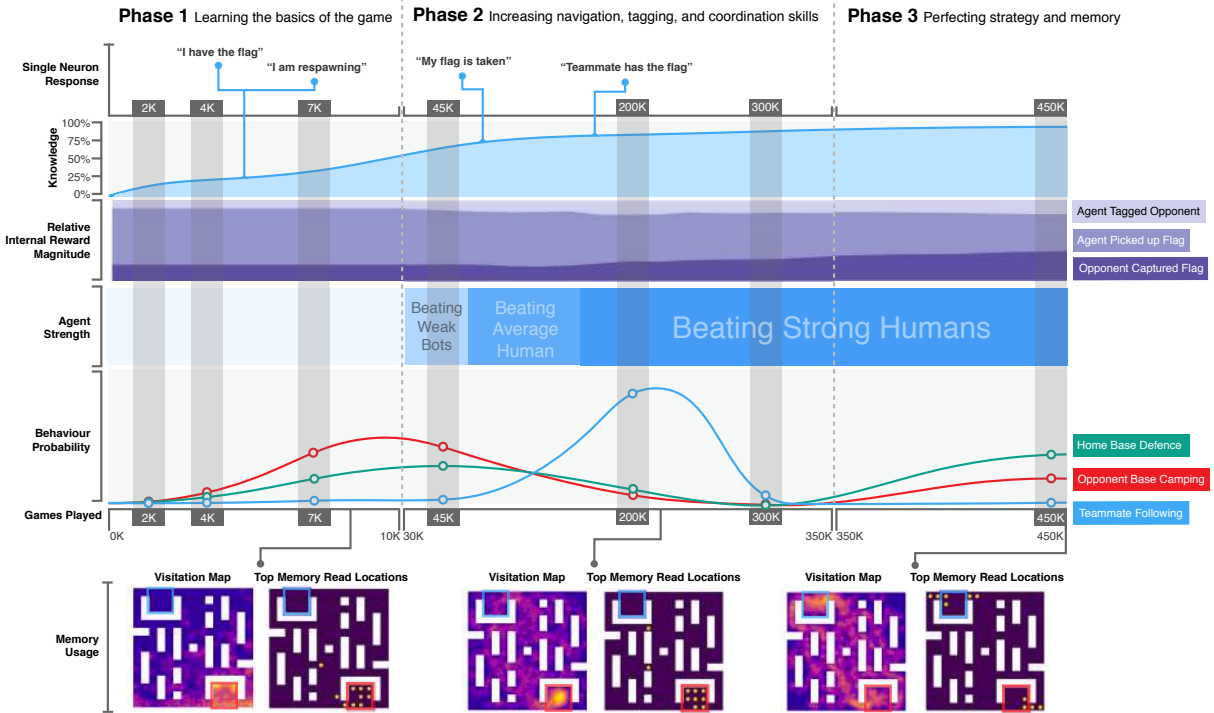 Phase 1 Learning the basics of the game
Phase 2 Increasing navigation, tagging, and coordination skills
Phase 3 Perfecting strategy and memory
Single Neuron
Response
“I have the flag”
“I am respawning”
“My flag is taken”
“Teammate has the flag”
2K
4K
7K
45K
200K
300K
450K
Knowledge
100%
75%
50%
25%
0%
Relative
Internal Reward
Magnitude
Agent Tagged Opponent
Agent Picked up Flag
Opponent Captured Flag
Agent
Strength
Beating
Weak
Bots
Beating
Average
Human
Beating Strong Humans
Behaviour
Probability
Home Base Defence
Opponent Base Camping
Teammate Following
Games Played
2K
4K
7K
45K
200K
300K
450K
0K
10K
30K
350K
350K
450K
Memory
Usage
Visitation Map
Top Memory Read Locations
Visitation Map
Top Memory Read Locations
Visitation Map
Top Memory Read Locations